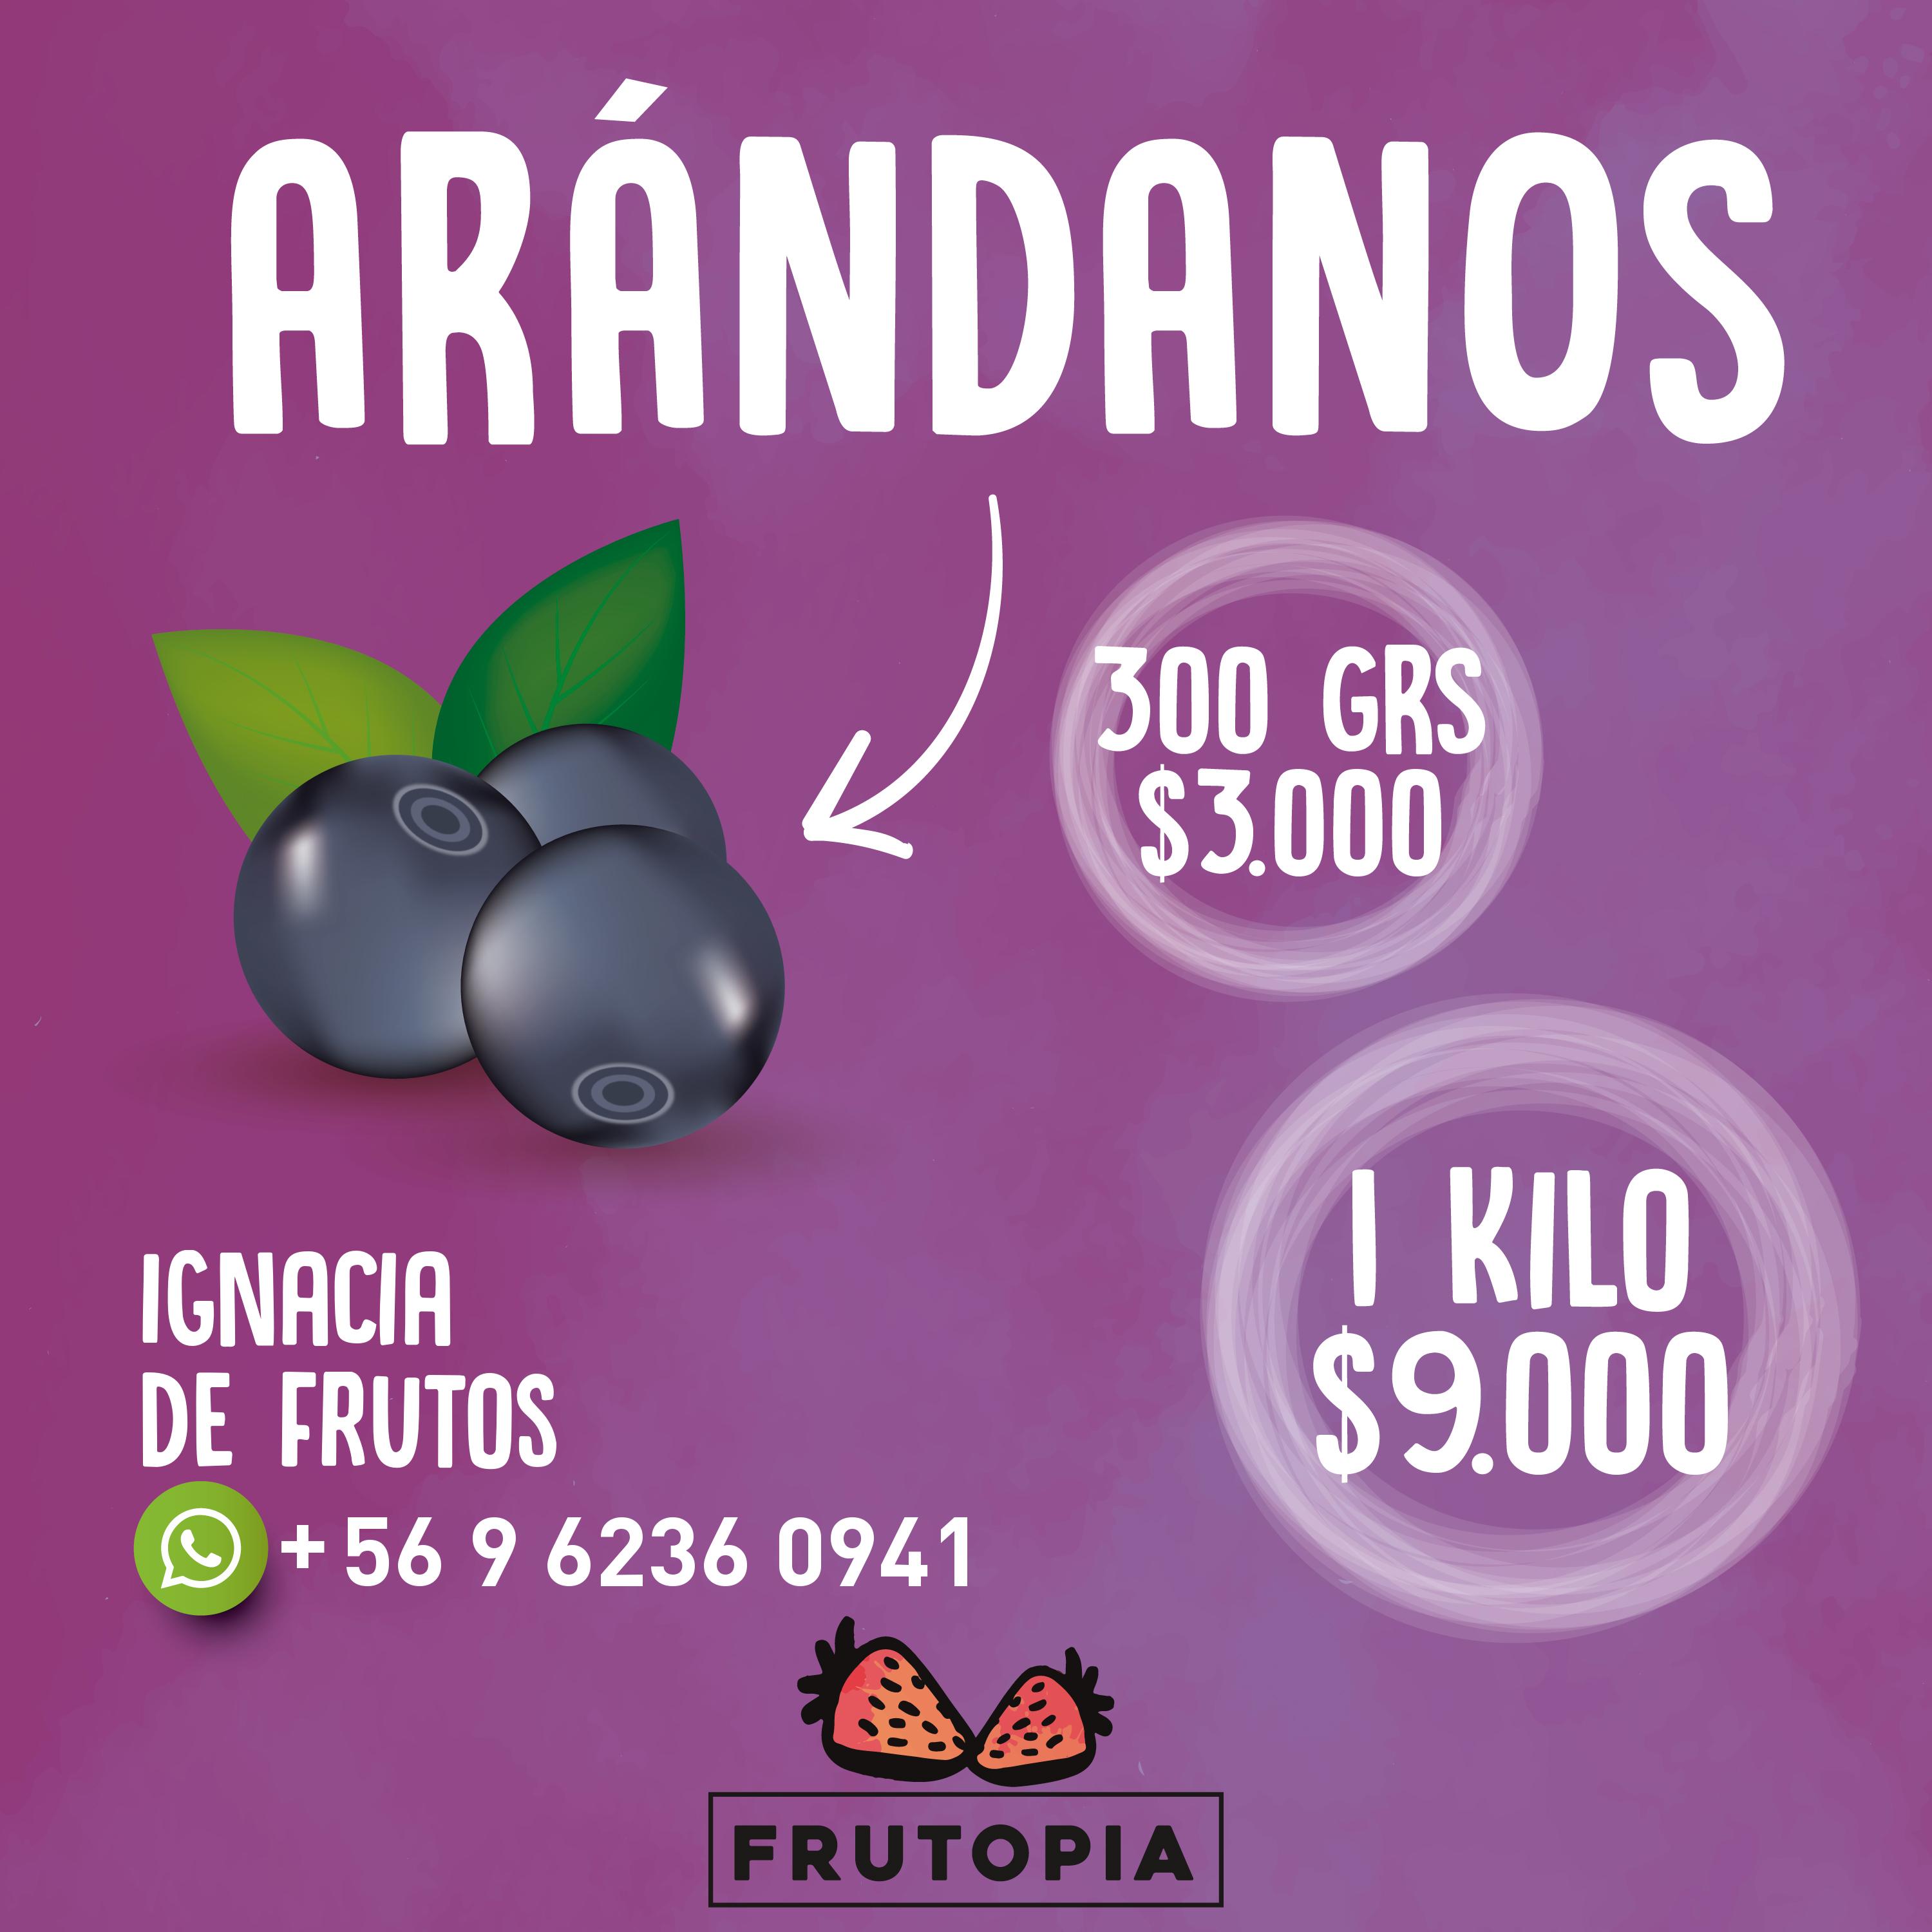 ARÁNDANOS
300 GRS
$3.000
1 KILO
$9.000
IGNACIA
DE FRUTOS
+56 9 6236 0941
FRUTOPIA